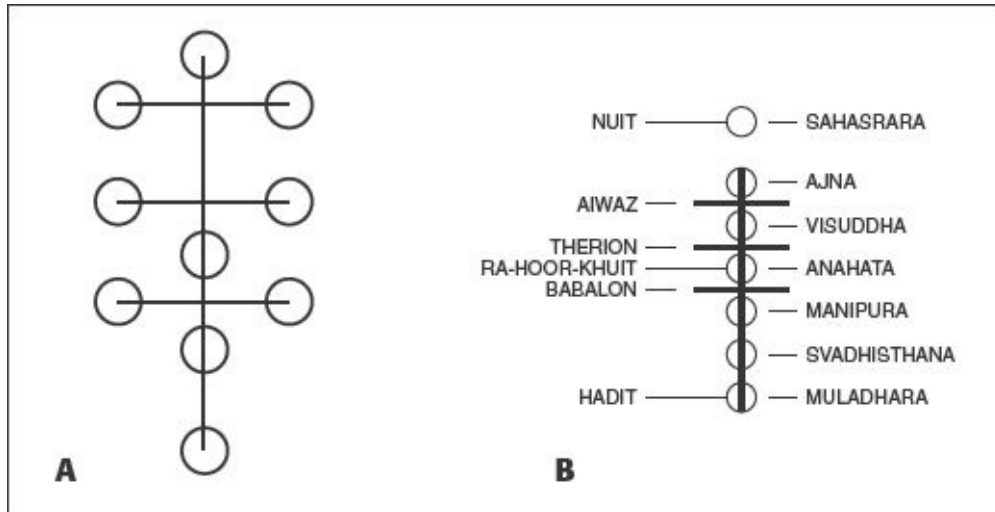 NUIT
SAHASRARA
AJNA
AIWAZ
VISUDDHA
THERION
RA-HOOR-KHUIT
ANAHATA
BABALON
MANIPURA
SVADHISTHANA
HADIT
MULADHARA
A
B